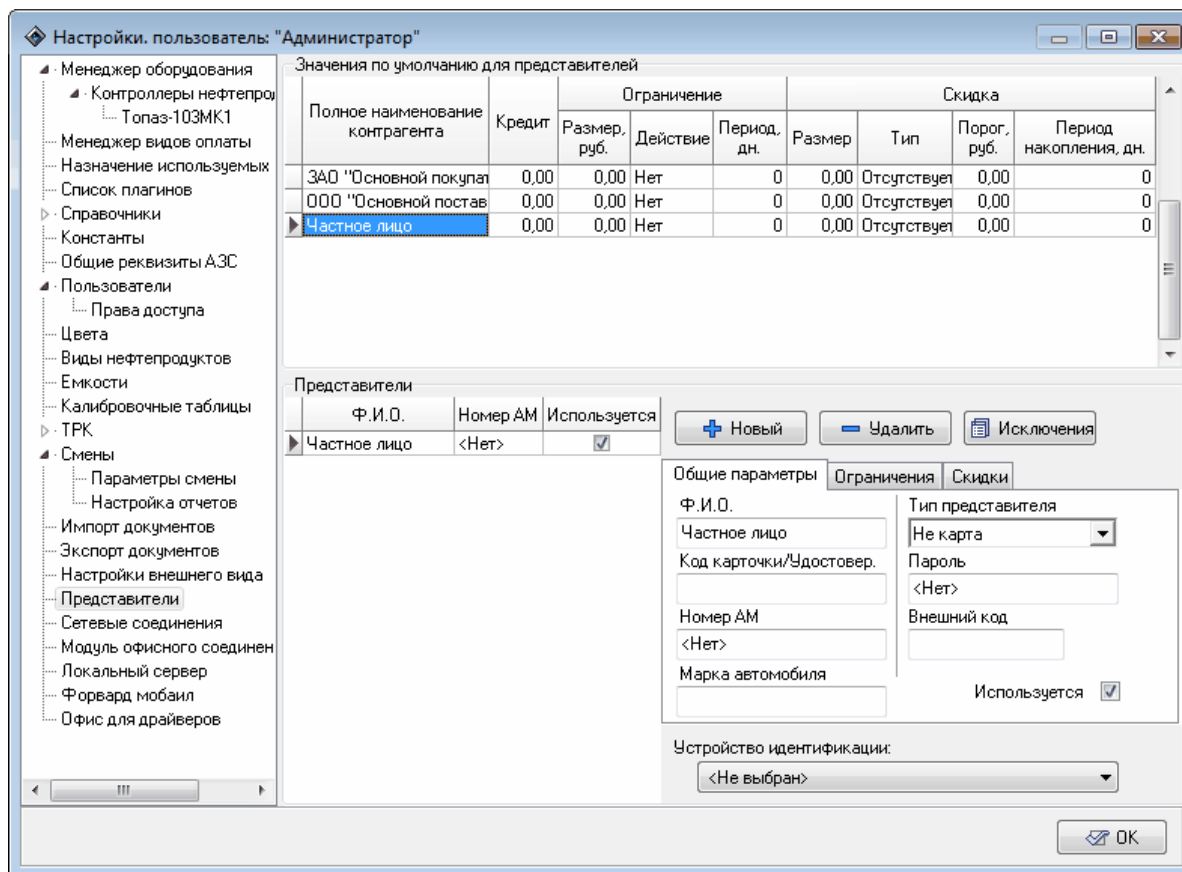 Настройки. пользователь: "Администратор"
Менеджер оборудования
Контроллеры нефтепро
Топаз-103МК1
Менеджер видов оплаты
Назначение используемых
Список плагинов
Справочники
Константы
Общие реквизиты АЗС
Пользователи
Права доступа
Цвета
Виды нефтепродуктов
Емкости
Калибровочные таблицы
ТРК
Смены
Параметры смены
Настройка отчетов
Импорт документов
Экспорт документов
Настройки внешнего вида
Представители
Сетевые соединения
Модуль офисного соединен
Локальный сервер
Форвард мобаил
Офис для драйверов
Значения по умолчанию для представителей
Полное наименование контрагента
Кредит
Ограничение
Скидка
Размер, руб.
Действие
Период, дн.
Размер
Тип
Порог, руб.
Период накопления, дн.
ЗАО "Основной покупат 0,00 0,00 Нет 0 0,00 Отсутствует 0,00 0
ООО "Основной постав 0,00 0,00 Нет 0 0,00 Отсутствует 0,00 0
Частное лицо 0,00 0,00 Нет 0 0,00 Отсутствует 0,00 0
Представители
Ф.И.О. Номер АМ Используется
Частное лицо <Нет>
Новый
Удалить
Исключения
Общие параметры
Ограничения
Скидки
Ф.И.О.
Частное лицо
Код карточки/Удостовер.
Номер АМ
<Нет>
Марка автомобиля
Тип представителя
Не карта
Пароль
<Нет>
Внешний код
Используется
Устройство идентификации:
<Не выбран>
OK